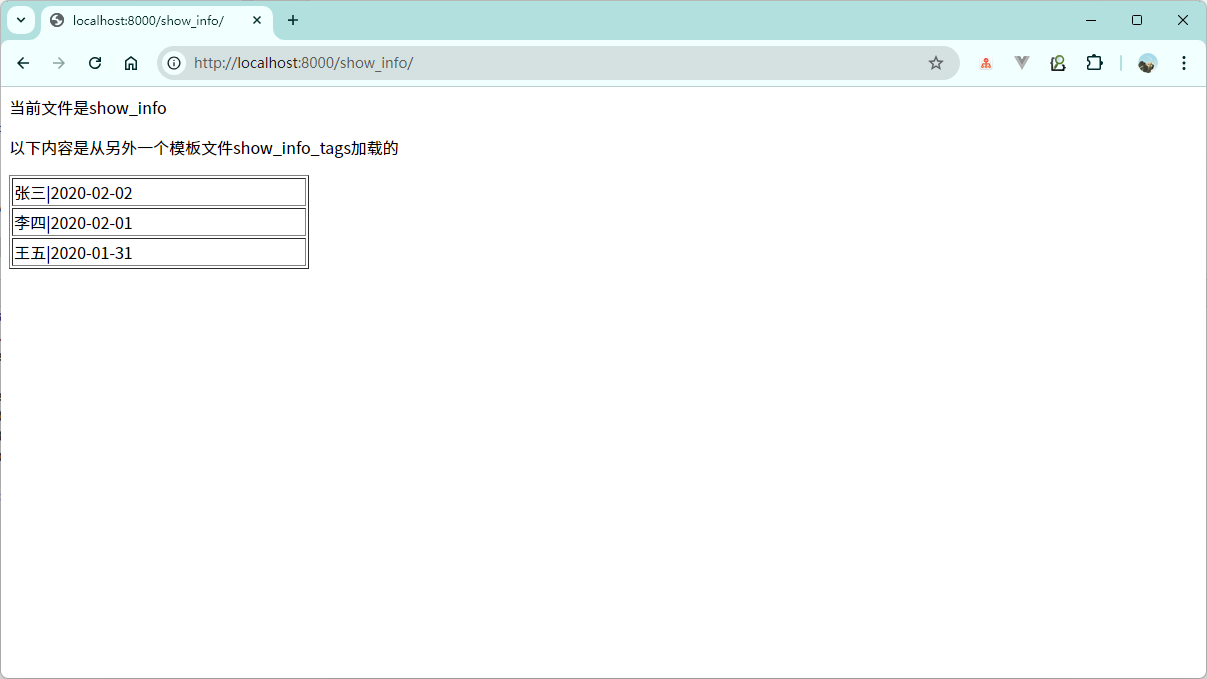 localhost:8000/show_info/
http://localhost:8000/show_info/
当前文件是show_info
以下内容是从另外一个模板文件show_info_tags加载的
张三|2020-02-02
李四|2020-02-01
王五|2020-01-31